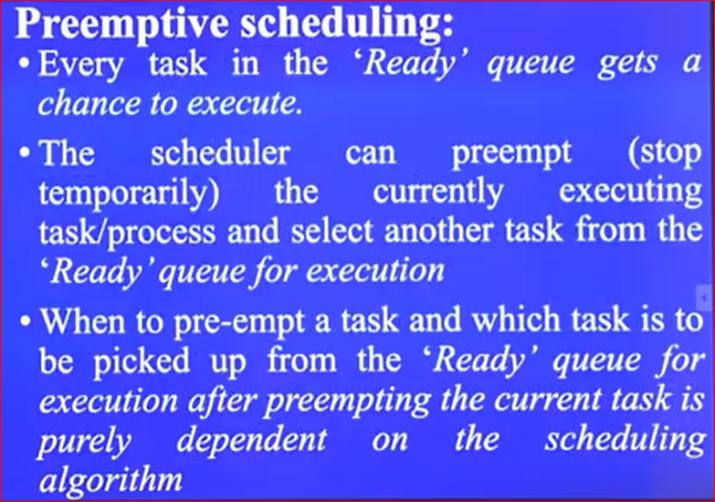 Preemptive scheduling:
• Every task in the ‘Ready’ queue gets a
chance to execute.
• The scheduler can preempt (stop
temporarily) the currently executing
task/process and select another task from the
‘Ready’ queue for execution
• When to pre-empt a task and which task is to
be picked up from the ‘Ready’ queue for
execution after preempting the current task is
purely dependent on the scheduling
algorithm